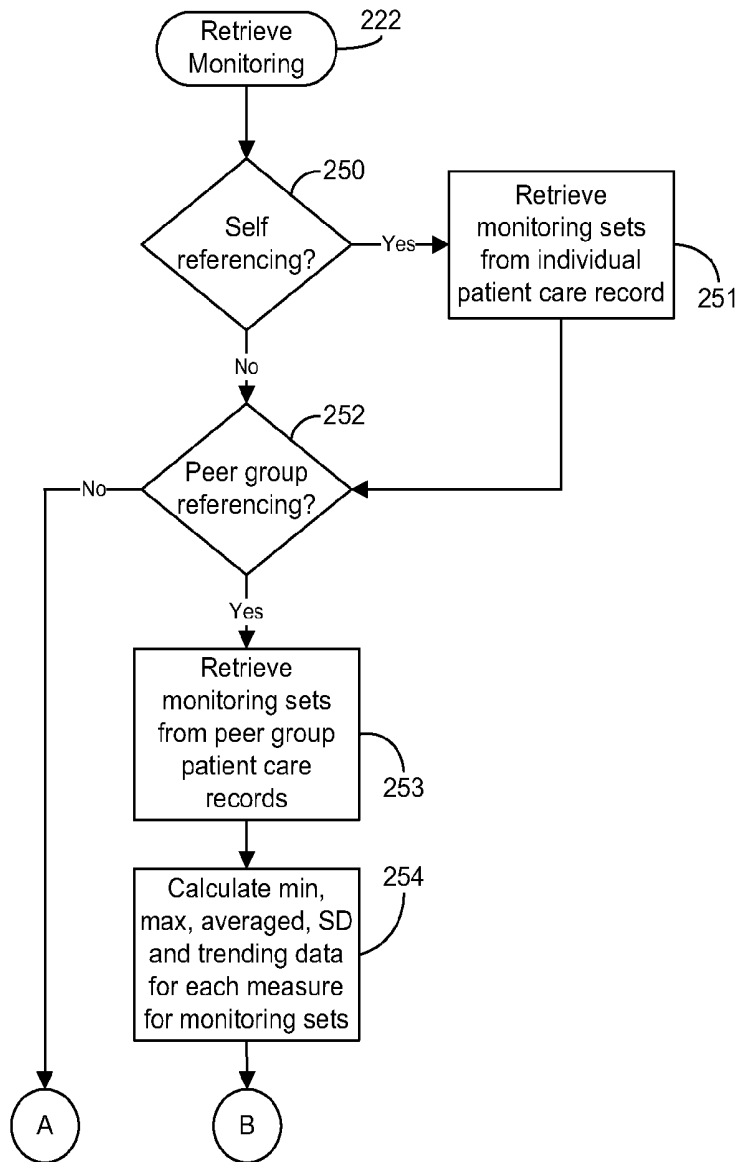 Retrieve
Monitoring
222
250
Self
referencing?
Yes
Retrieve
monitoring sets
from individual
patient care record
251
No
252
Peer group
referencing?
No
Yes
Retrieve
monitoring sets
from peer group
patient care
records
253
254
Calculate min,
max, averaged, SD
and trending data
for each measure
for monitoring sets
A
B